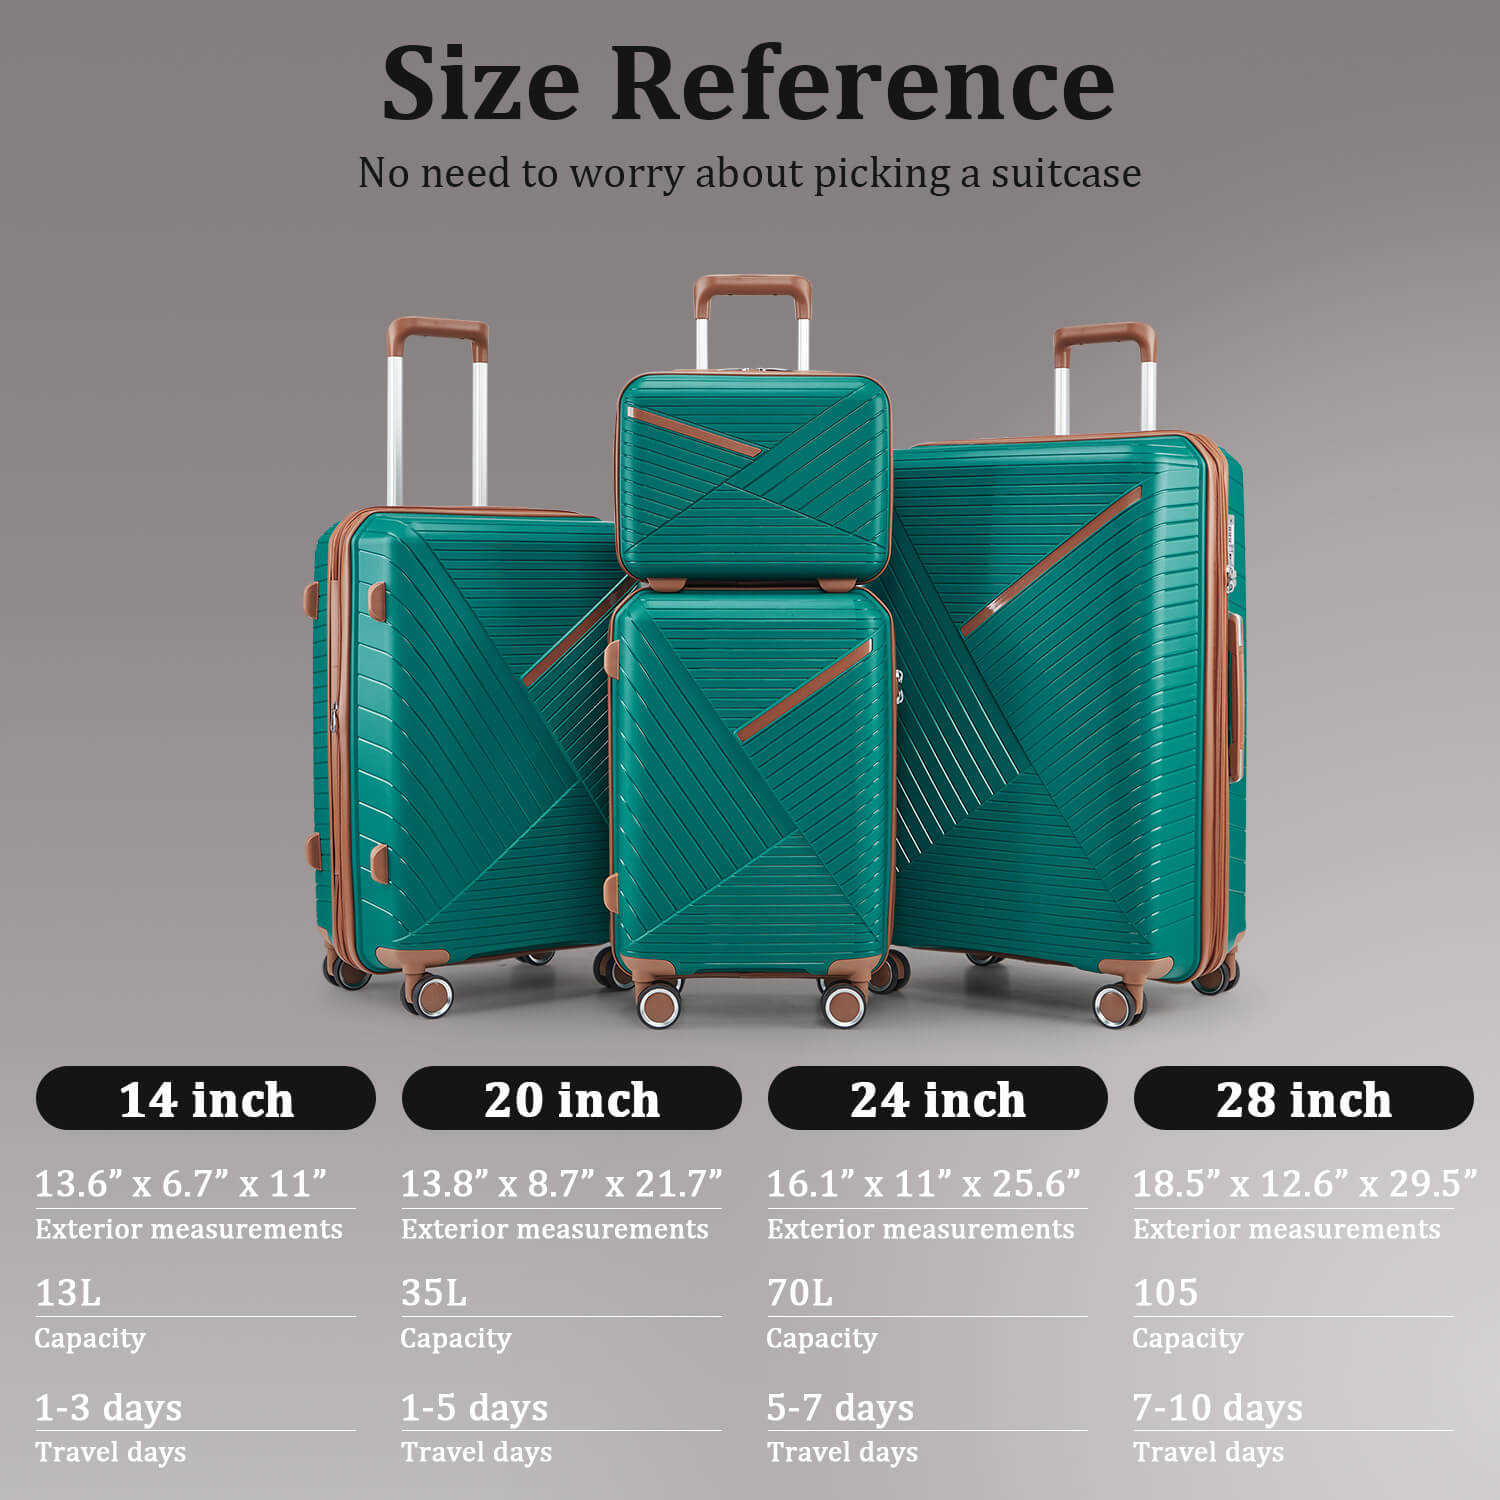 Size Reference
No need to worry about picking a suitcase
14 inch
13.6” x 6.7” x 11”
Exterior measurements
13L
Capacity
1-3 days
Travel days
20 inch
13.8” x 8.7” x 21.7”
Exterior measurements
35L
Capacity
1-5 days
Travel days
24 inch
16.1” x 11” x 25.6”
Exterior measurements
70L
Capacity
5-7 days
Travel days
28 inch
18.5” x 12.6” x 29.5”
Exterior measurements
105
Capacity
7-10 days
Travel days